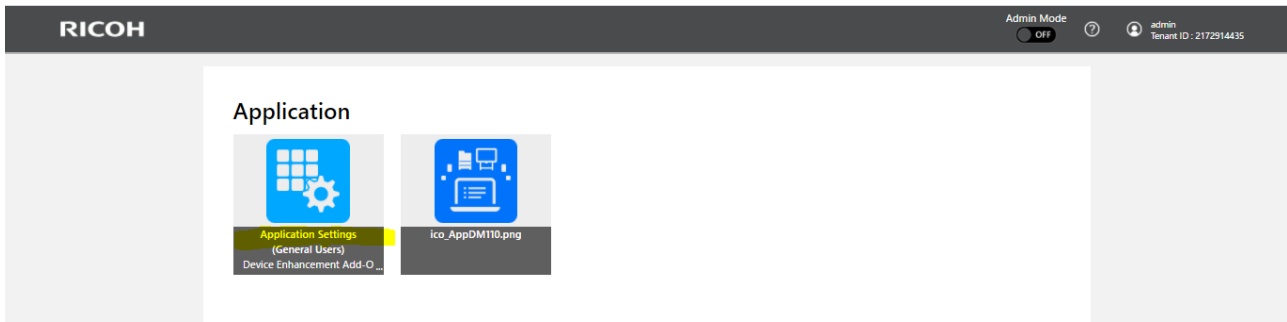 RICOH
Admin Mode
OFF
?
admin
Tenant ID : 2172914435
Application
Application Settings
(General Users)
Device Enhancement Add-O...
ico_AppDM110.png